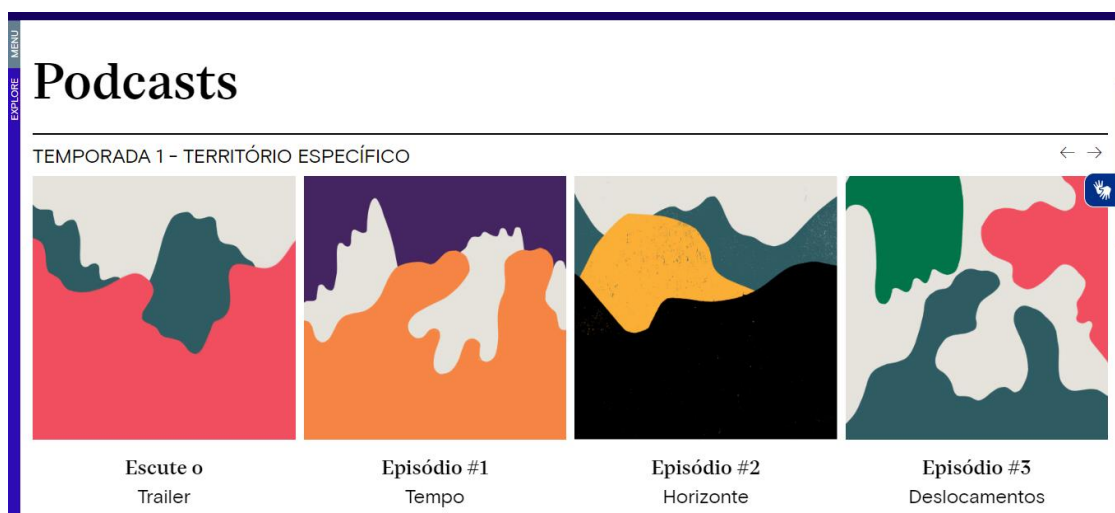 MENU
EXPLORE
Podcasts
TEMPORADA 1 - TERRITÓRIO ESPECÍFICO
Escute o
Trailer
Episódio #1
Tempo
Episódio #2
Horizonte
Episódio #3
Deslocamentos